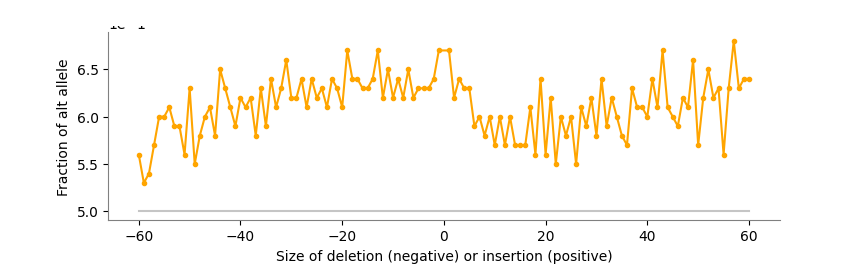 6.5
6.0
5.5
5.0
Fraction of alt allele
−60 −40 −20 0 20 40 60
Size of deletion (negative) or insertion (positive)